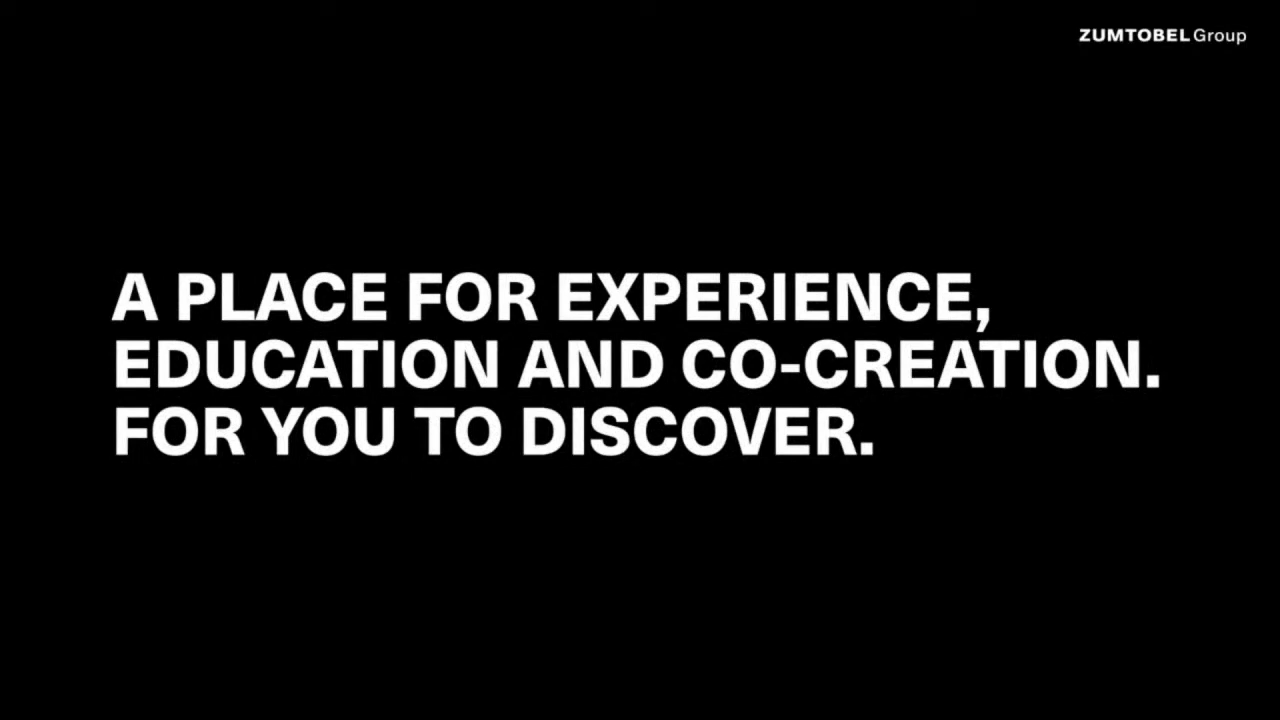 ZUMTOBEL Group
A PLACE FOR EXPERIENCE,
EDUCATION AND CO-CREATION.
FOR YOU TO DISCOVER.